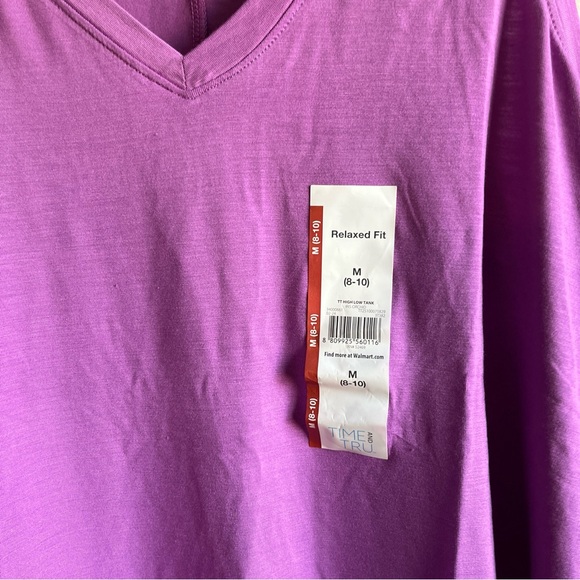 Relaxed Fit
M
(8-10)
TT HIGH LOW TANK
8 809925 560116
Find more at Walmart.com
M
(8-10)
TIME AND
TRU
M (8-10)
M (8-10)
M (8-10)